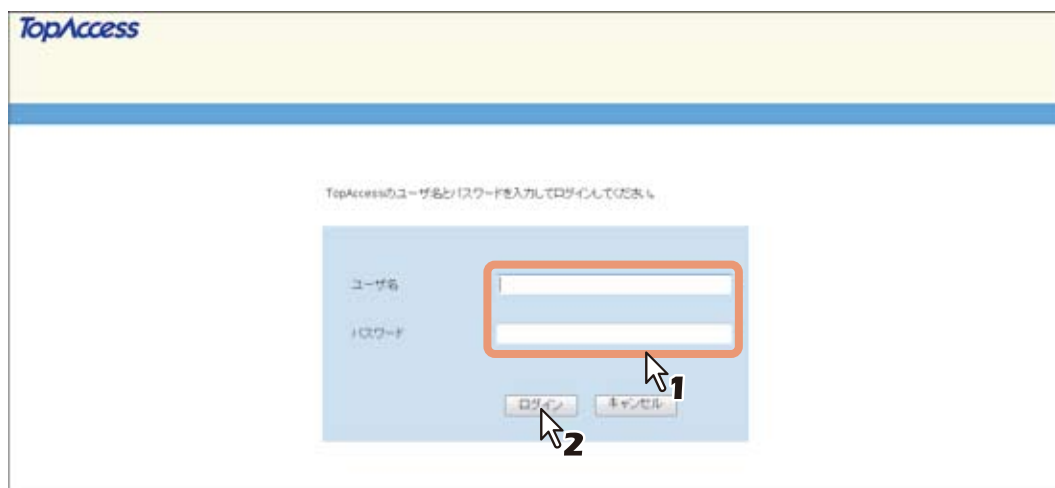 TopAccess
TopAccessのユーザ名とパスワードを入力してログインしてください。
ユーザ名
パスワード
1
ログイン キャンセル
2